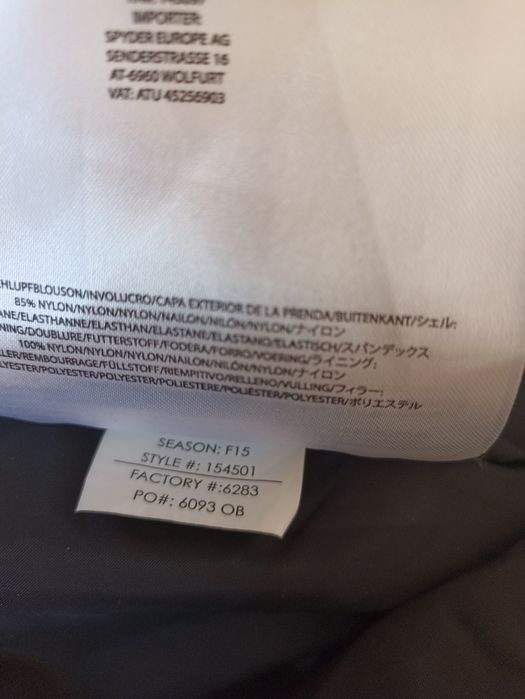 IMPORTER:
SPYDER EUROPE AG
SENDERSTRASSE 16
AT-6960 WOLFURT
VAT: ATU 45256903
HLUPFBLOUSON/INVOLUCRO/CAPA EXTERIOR DE LA PRENDA/BUITENKANT/シェル:
85% NYLON/NYLON/NYLON/NAILON/NILÓN/NYLON/ナイロン
ANE/ELASTHANNE/ELASTHAN/ELASTANE/ELASTANO/ELASTISCH/スパンデックス
NING/DOUBLURE/FUTTERSTOFF/FODERA/FORRO/VOERING/ライニング:
100% NYLON/NYLON/NYLON/NAILON/NILÓN/NYLON/ナイロン
LER/REMBOURRAGE/FÜLLSTOFF/RIEMPITIVO/RELLENO/VULLING/フィラー:
LYESTER/POLYESTER/POLYESTER/POLIESTERE/POLIÉSTER/POLYESTER/ポリエステル
SEASON: F15
STYLE #: 154501
FACTORY #:6283
PO#: 6093 OB